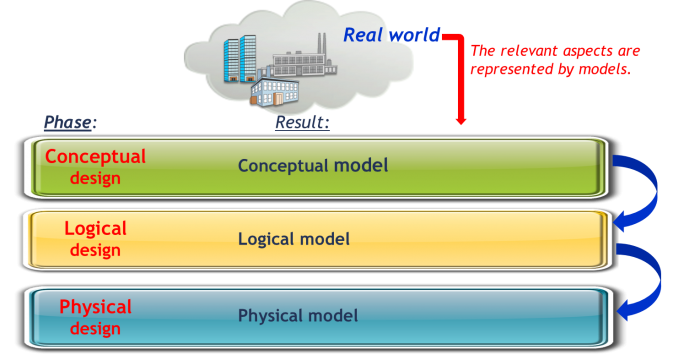 Real world
The relevant aspects are
represented by models.
Phase: Result:
Conceptual
design
Conceptual model
Logical
design
Logical model
Physical
design
Physical model